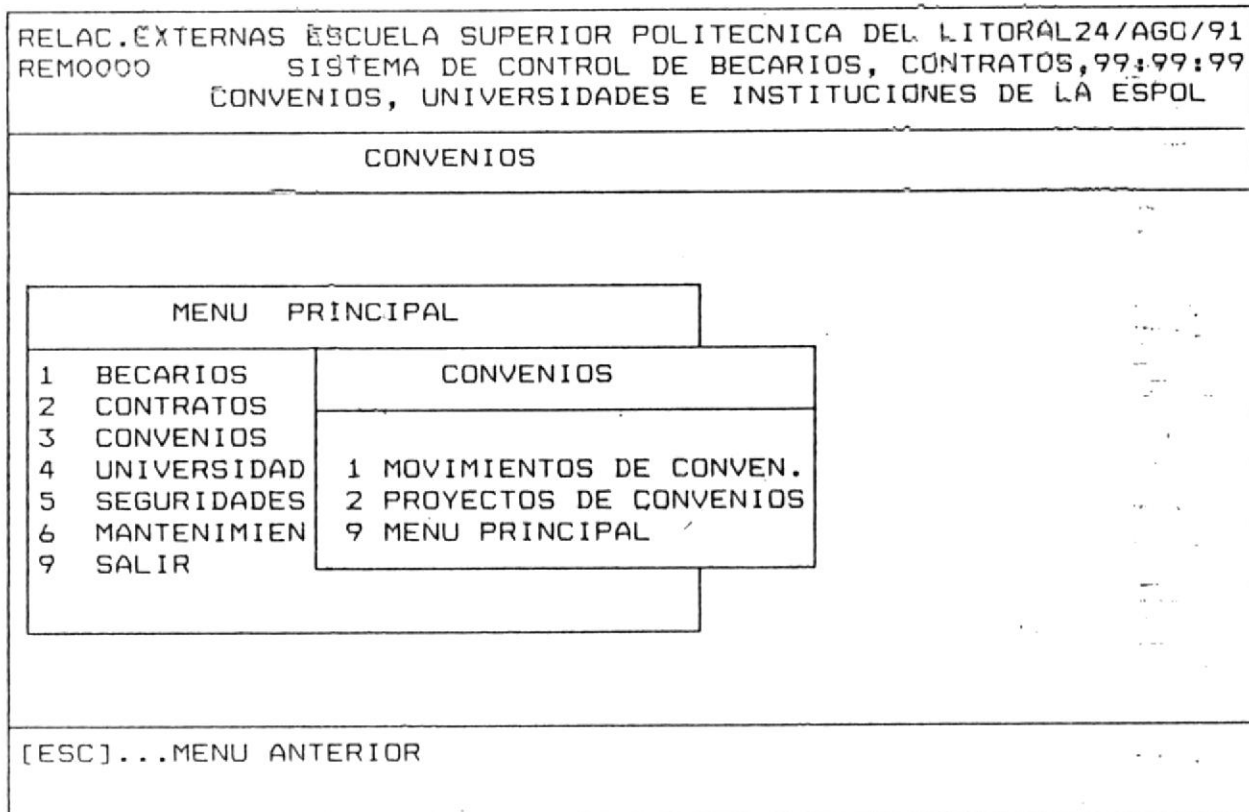 RELAC.EXTERNAS ESCUELA SUPERIOR POLITECNICA DEL LITORAL24/AGO/91
REM0000 SISTEMA DE CONTROL DE BECARIOS, CONTRATOS,99:99:99
CONVENIOS, UNIVERSIDADES E INSTITUCIONES DE LA ESPOL
CONVENIOS
MENU PRINCIPAL
1 BECARIOS
2 CONTRATOS
3 CONVENIOS
4 UNIVERSIDAD
5 SEGURIDADES
6 MANTENIMIEN
9 SALIR
CONVENIOS
1 MOVIMIENTOS DE CONVEN.
2 PROYECTOS DE CONVENIOS
9 MENU PRINCIPAL
[ESC]...MENU ANTERIOR